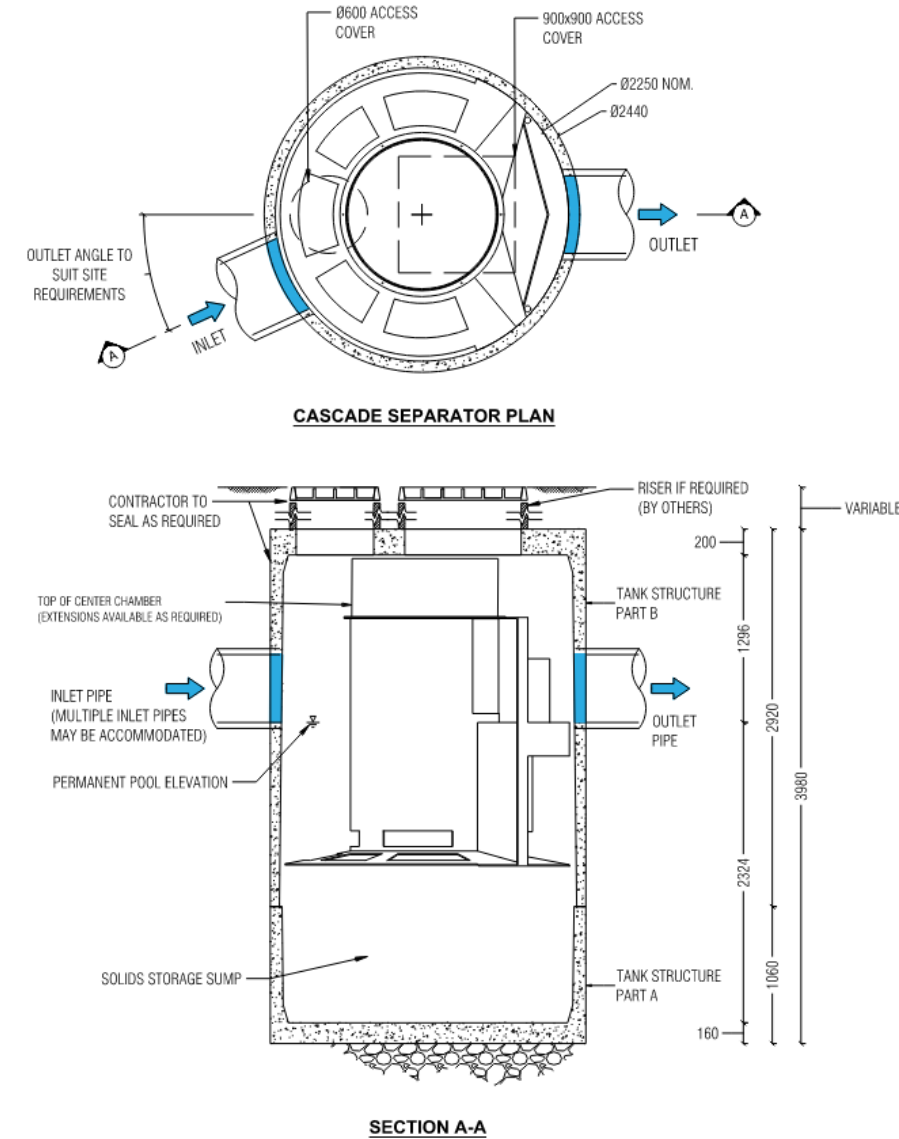 Ø600 ACCESS
COVER
900x900 ACCESS
COVER
Ø2250 NOM.
Ø2440
OUTLET ANGLE TO
SUIT SITE
REQUIREMENTS
A
INLET
OUTLET
A
CASCADE SEPARATOR PLAN
CONTRACTOR TO
SEAL AS REQUIRED
RISER IF REQUIRED
(BY OTHERS)
VARIABLE
200
TOP OF CENTER CHAMBER
(EXTENSIONS AVAILABLE AS REQUIRED)
TANK STRUCTURE
PART B
1296
INLET PIPE
(MULTIPLE INLET PIPES
MAY BE ACCOMMODATED)
OUTLET
PIPE
2920
PERMANENT POOL ELEVATION
3980
2324
SOLIDS STORAGE SUMP
TANK STRUCTURE
PART A
1060
160
SECTION A-A